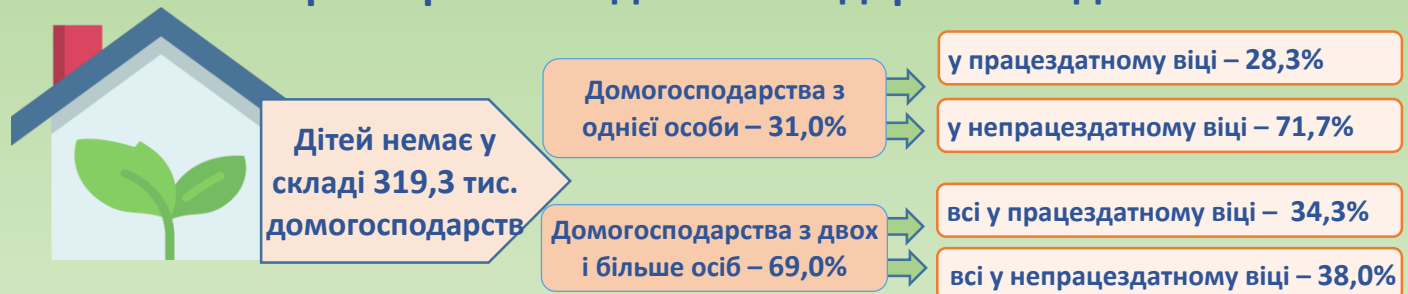 Дітей немає у
складі 319,3 тис.
домогосподарств
Домогосподарства з
однієї особи – 31,0%
у працездатному віці – 28,3%
у непрацездатному віці – 71,7%
Домогосподарства з двох
і більше осіб – 69,0%
всі у працездатному віці – 34,3%
всі у непрацездатному віці – 38,0%